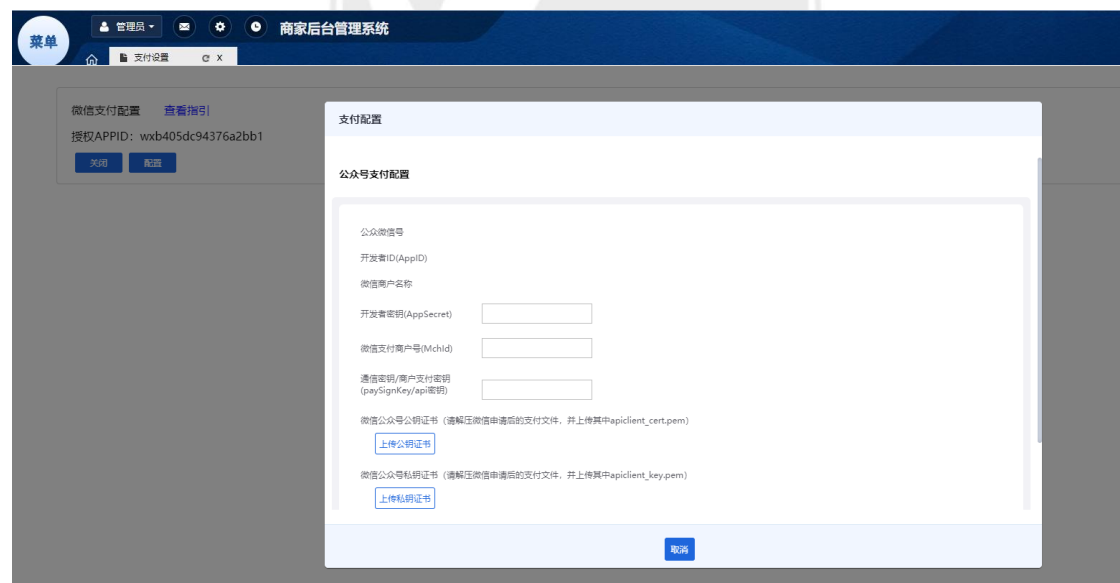 菜单
管理员
商家后台管理系统
支付设置 X
微信支付配置 查看指引
授权APPID：wxb405dc94376a2bb1
关闭 配置
支付配置
公众号支付配置
公众微信号
开发者ID(AppID)
微信商户名称
开发者密钥(AppSecret)
微信支付商户号(MchId)
通信密钥/商户支付密钥
(paySignKey/api密钥)
微信公众号公钥证书（请解压微信申请后的支付文件，并上传其中apiclient_cert.pem）
上传公钥证书
微信公众号私钥证书（请解压微信申请后的支付文件，并上传其中apiclient_key.pem）
上传私钥证书
取消